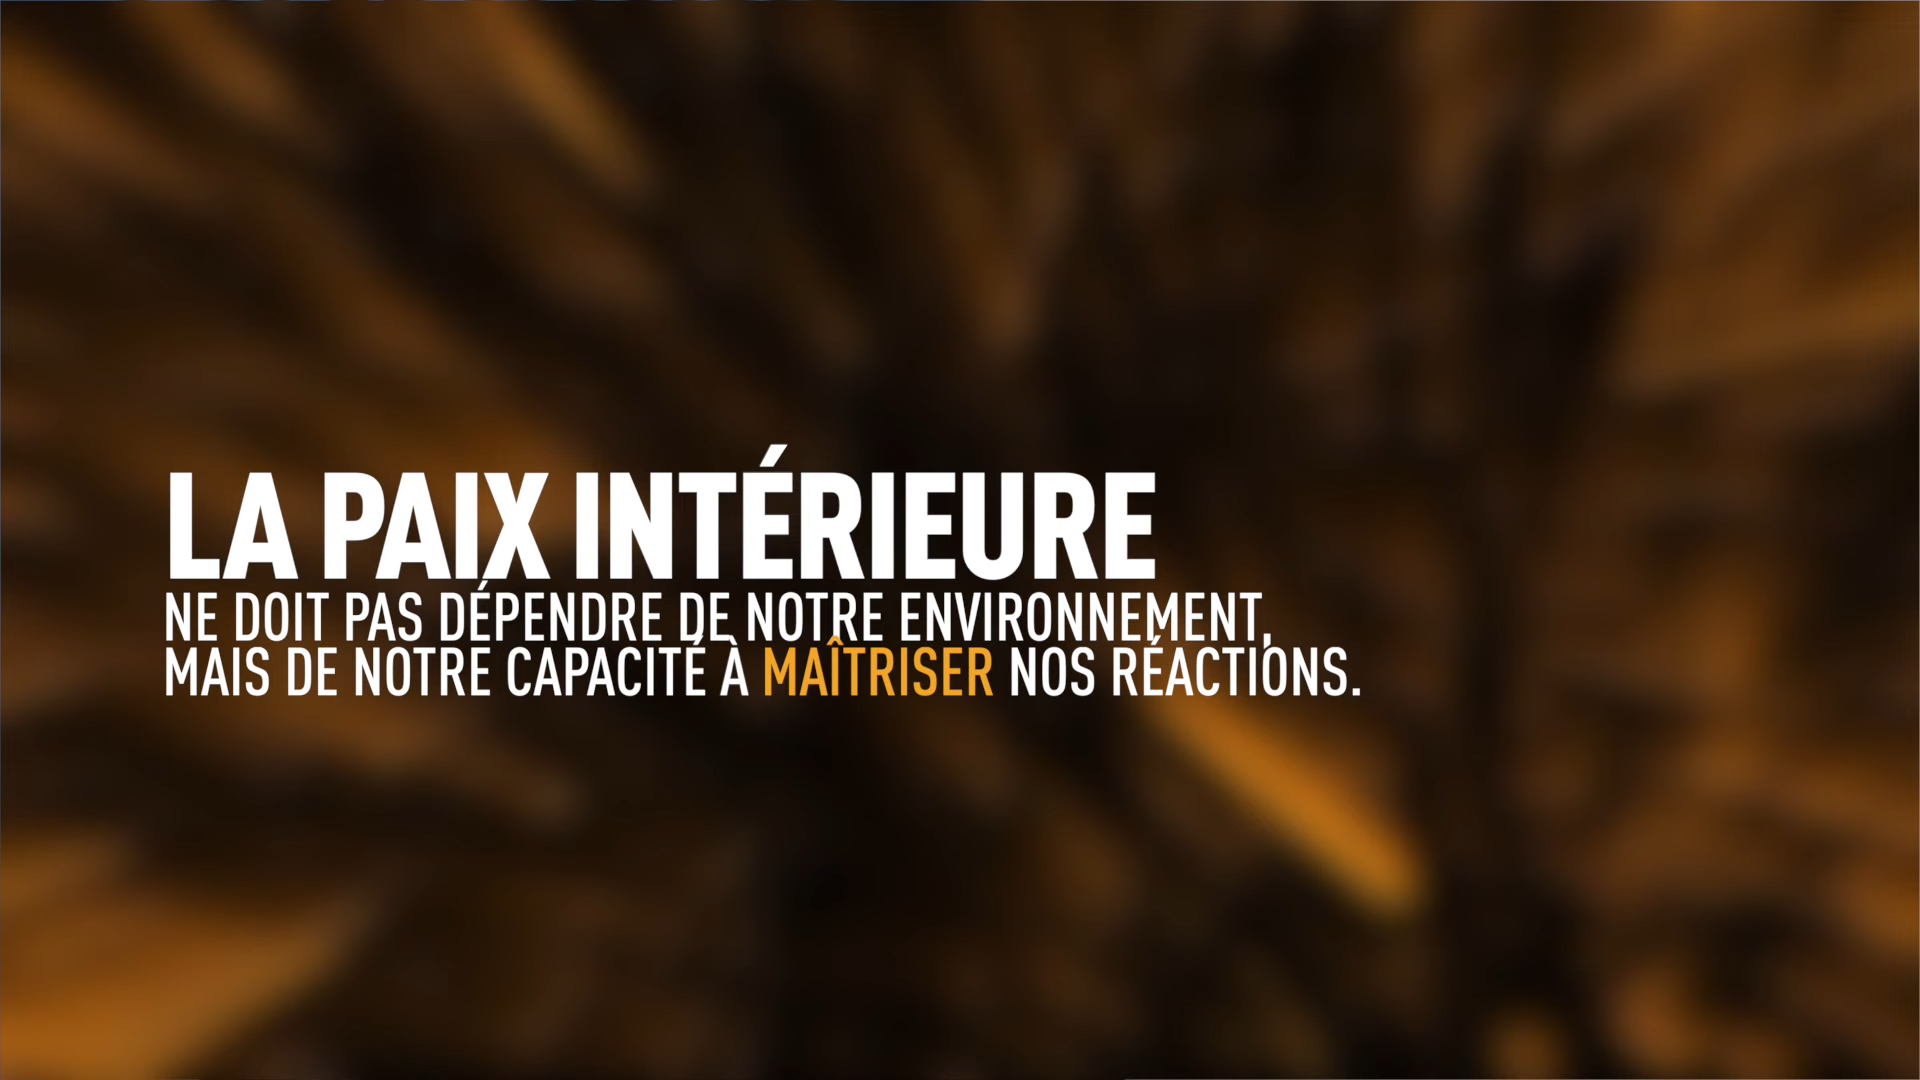 LA PAIX INTÉRIEURE
NE DOIT PAS DÉPENDRE DE NOTRE ENVIRONNEMENT,
MAIS DE NOTRE CAPACITÉ À MAÎTRISER NOS RÉACTIONS.